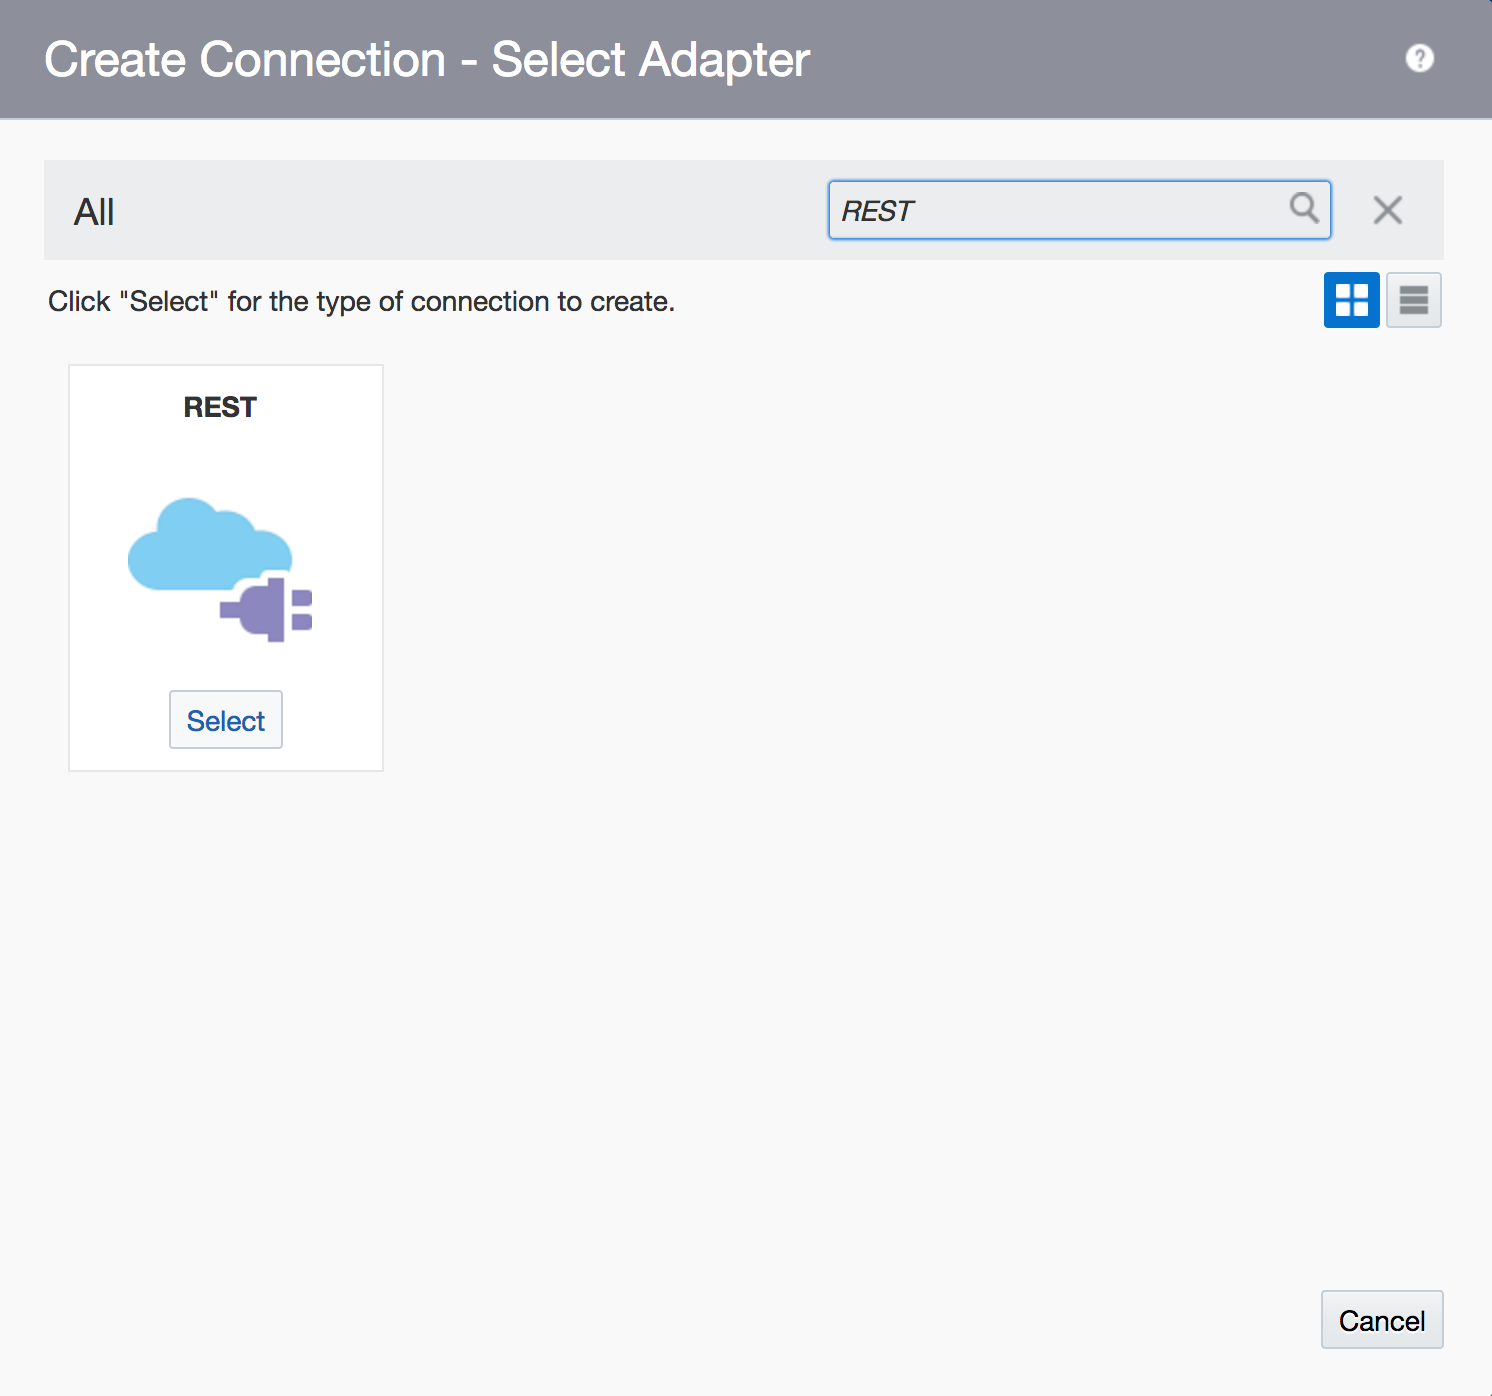 Create Connection - Select Adapter
?
All
REST
Click "Select" for the type of connection to create.
REST
Select
Cancel